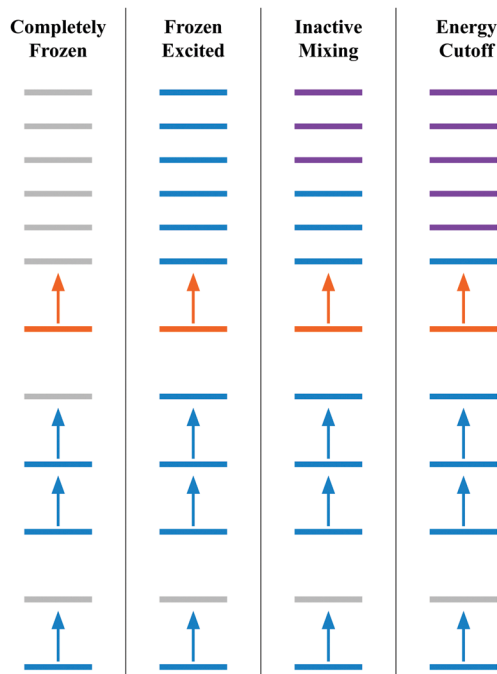 Completely Frozen
Frozen Excited
Inactive Mixing
Energy Cutoff